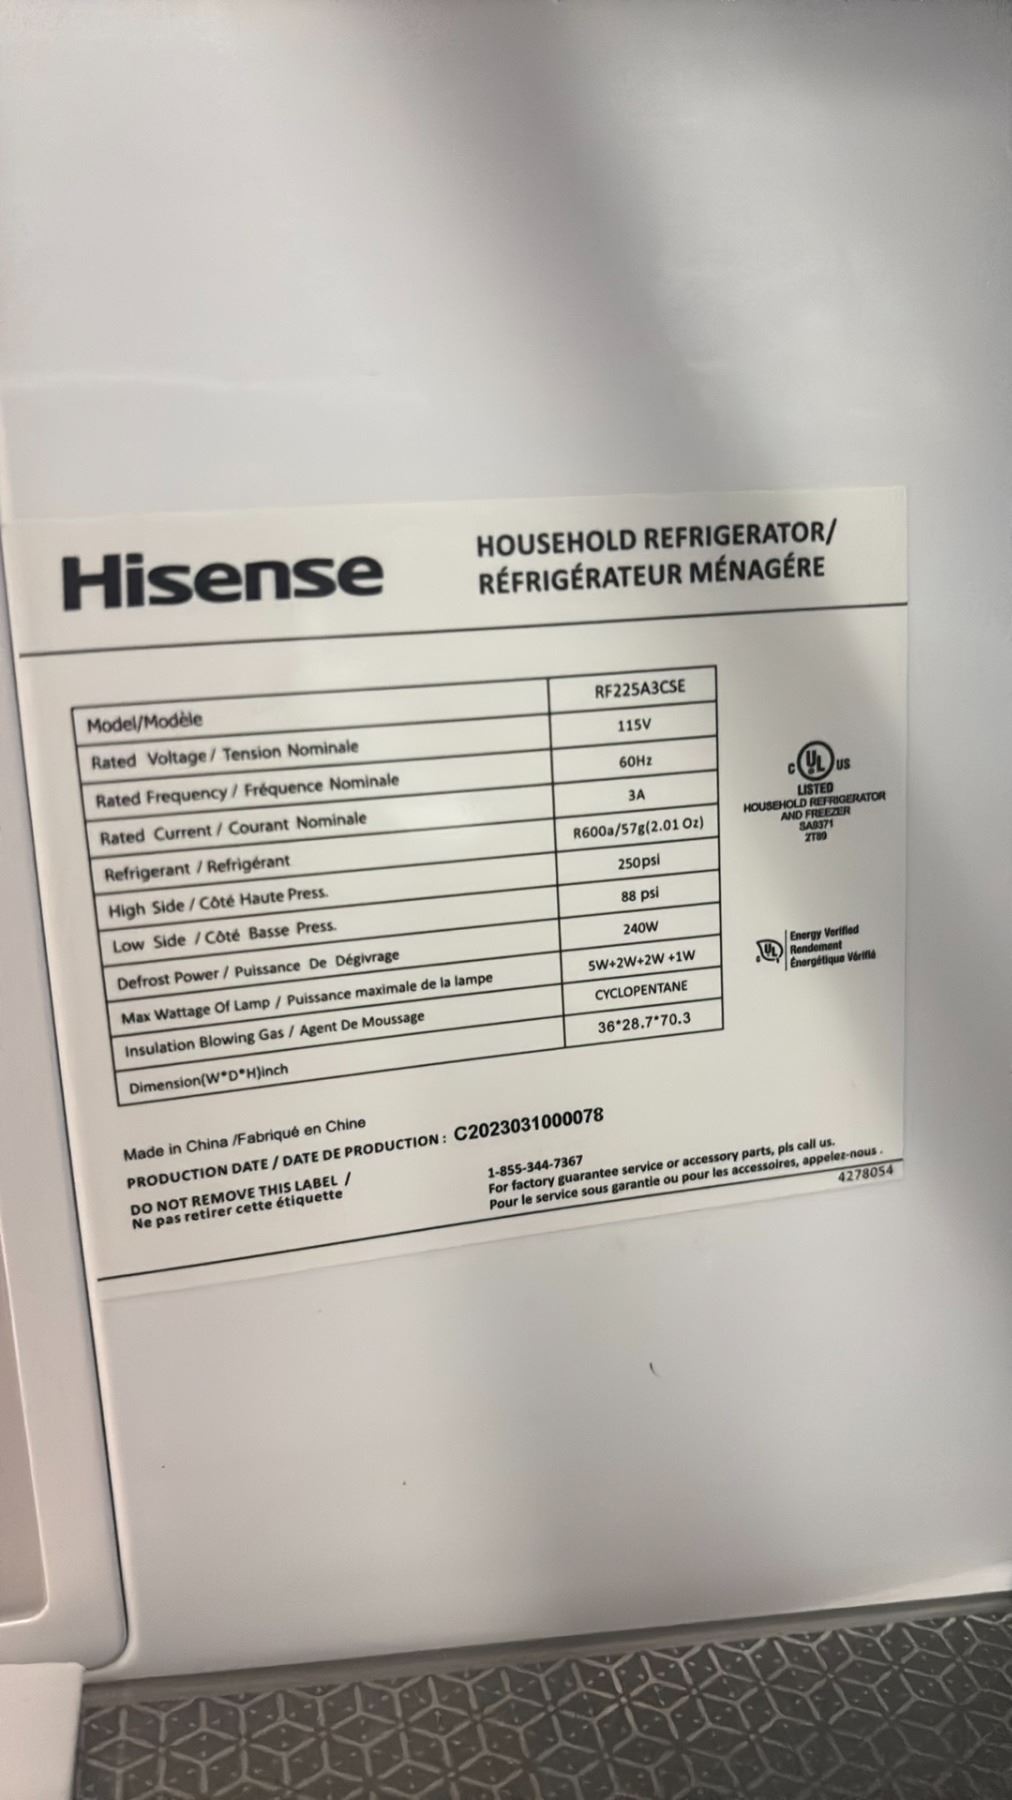 Hisense
HOUSEHOLD REFRIGERATOR/
RÉFRIGÉRATEUR MÉNAGÉRE
Model/Modèle RF225A3CSE
Rated Voltage / Tension Nominale 115V
Rated Frequency / Fréquence Nominale 60Hz
Rated Current / Courant Nominale 3A
Refrigerant / Refrigérant R600a/57g(2.01 Oz)
High Side / Côté Haute Press. 250psi
Low Side / Côté Basse Press. 88 psi
Defrost Power / Puissance De Dégivrage 240W
Max Wattage Of Lamp / Puissance maximale de la lampe 5W+2W+2W +1W
Insulation Blowing Gas / Agent De Moussage CYCLOPENTANE
Dimension(W*D*H)inch 36*28.7*70.3
c UL US
LISTED
HOUSEHOLD REFRIGERATOR
AND FREEZER
SA9371
2T89
c UL
Energy Verified
Rendement
Énergétique Vérifié
Made in China /Fabriqué en Chine
PRODUCTION DATE / DATE DE PRODUCTION : C2023031000078
DO NOT REMOVE THIS LABEL /
Ne pas retirer cette étiquette
1-855-344-7367
For factory guarantee service or accessory parts, pls call us.
Pour le service sous garantie ou pour les accessoires, appelez-nous .
4278054